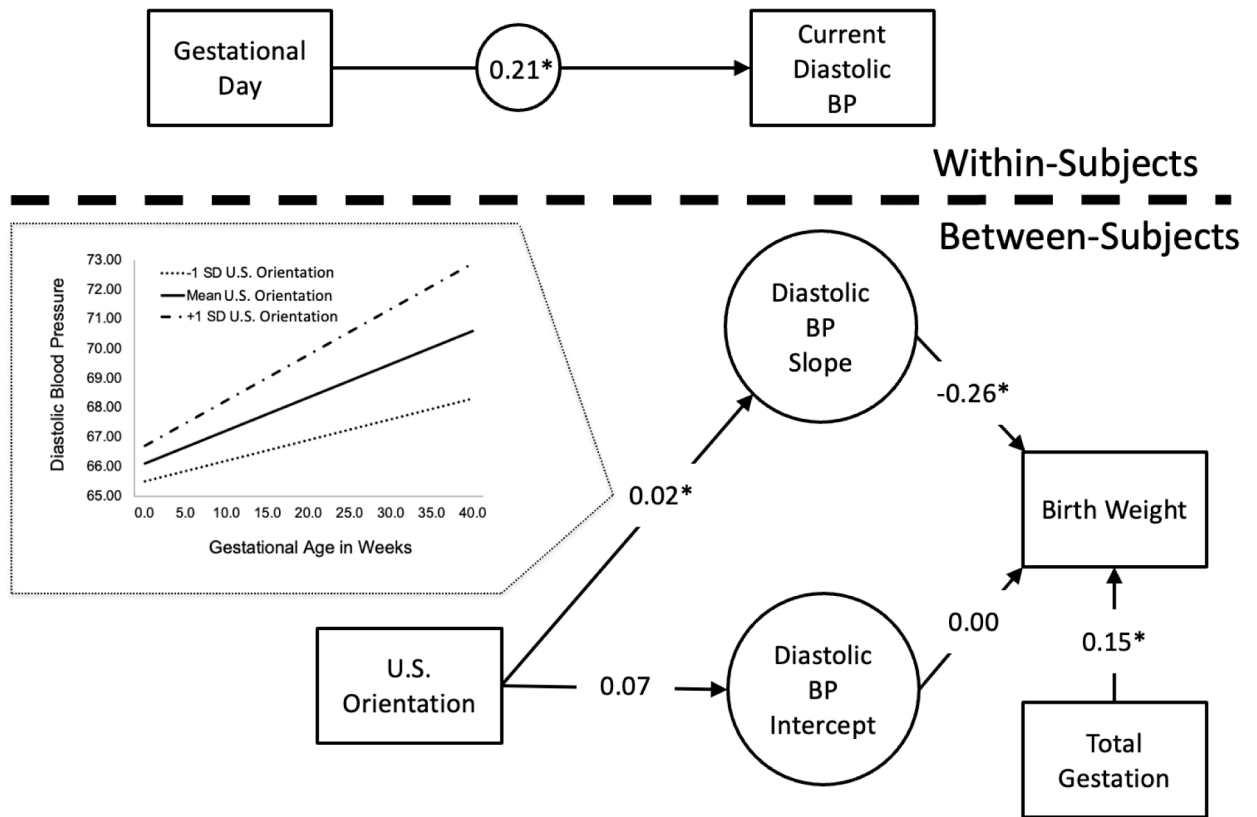 Gestational
Day
0.21*
Current
Diastolic
BP
Within-Subjects
Between-Subjects
73.00
72.00
71.00
70.00
69.00
68.00
67.00
66.00
65.00
Diastolic Blood Pressure
-1 SD U.S. Orientation
Mean U.S. Orientation
+1 SD U.S. Orientation
0.0 5.0 10.0 15.0 20.0 25.0 30.0 35.0 40.0
Gestational Age in Weeks
Diastolic
BP
Slope
-0.26*
0.02*
Birth Weight
U.S.
Orientation
0.07
Diastolic
BP
Intercept
0.00
0.15*
Total
Gestation